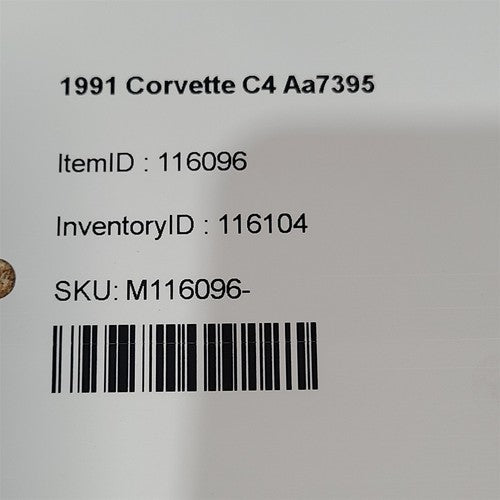 1991 Corvette C4 Aa7395
ItemID : 116096
InventoryID : 116104
SKU: M116096-